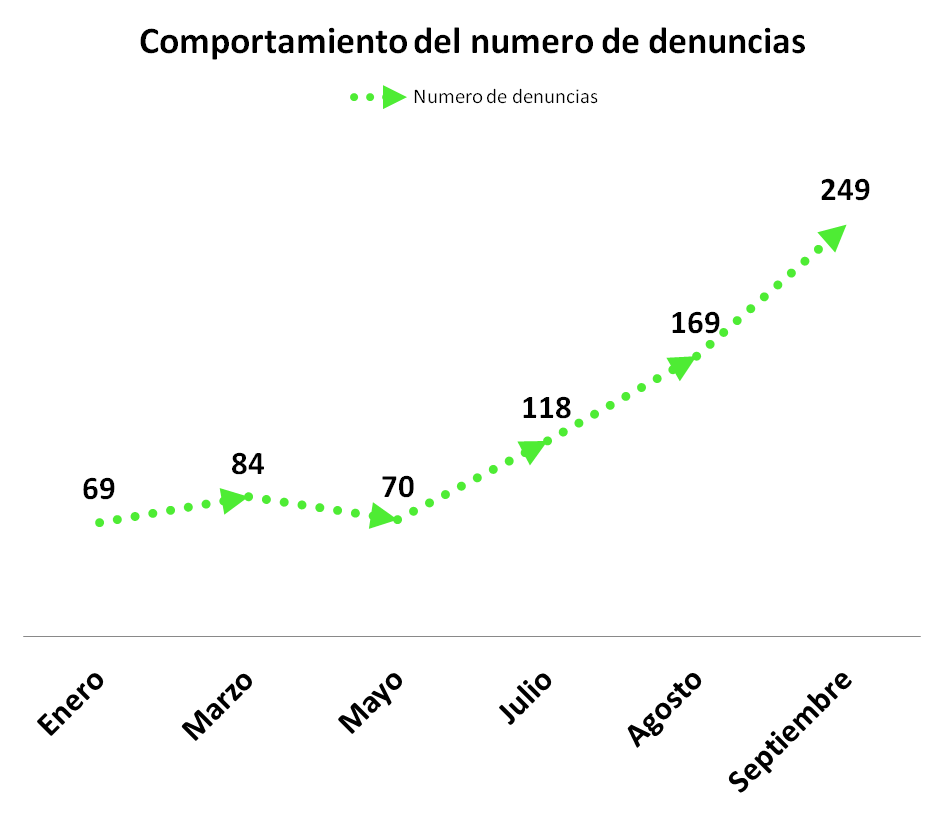 Comportamiento del numero de denuncias
Numero de denuncias
249
169
118
84
70
69
Enero
Marzo
Mayo
Julio
Agosto
Septiembre